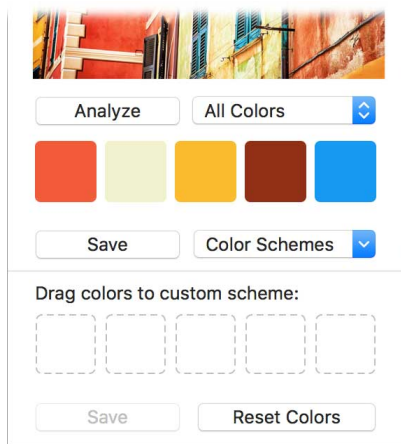 Analyze
All Colors
Save
Color Schemes
Drag colors to custom scheme:
Save
Reset Colors